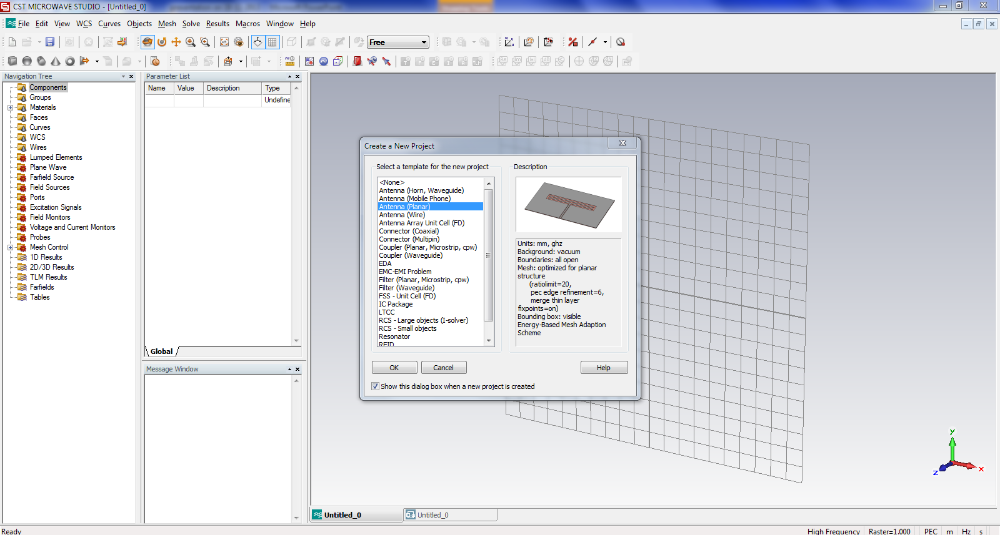 CST MICROWAVE STUDIO - [Untitled_0]
File Edit View WCS Curves Objects Mesh Solve Results Macros Window Help
Free
Navigation Tree
Components
Groups
Materials
Faces
Curves
WCS
Wires
Lumped Elements
Plane Wave
Farfield Source
Field Sources
Ports
Excitation Signals
Field Monitors
Voltage and Current Monitors
Probes
Mesh Control
1D Results
2D/3D Results
TLM Results
Farfields
Tables
Parameter List
Name Value Description Type
Undefine
Global
Message Window
Create a New Project
Select a template for the new project
<None>
Antenna (Horn, Waveguide)
Antenna (Mobile Phone)
Antenna (Planar)
Antenna (Wire)
Antenna Array Unit Cell (FD)
Connector (Coaxial)
Connector (Multipin)
Coupler (Planar, Microstrip, cpw)
Coupler (Waveguide)
EDA
EMC-EMI Problem
Filter (Planar, Microstrip, cpw)
Filter (Waveguide)
FSS - Unit Cell (FD)
IC Package
LTCC
RCS - Large objects (I-solver)
RCS - Small objects
Resonator
RFID
Description
Units: mm, ghz
Background: vacuum
Boundaries: all open
Mesh: optimized for planar
structure
(ratiolimit=20,
pec edge refinement=6,
merge thin layer
fixpoints=on)
Bounding box: visible
Energy-Based Mesh Adaption
Scheme
OK Cancel Help
Show this dialog box when a new project is created
y
x
z
Untitled_0 Untitled_0
Ready High Frequency Raster=1.000 PEC m Hz s